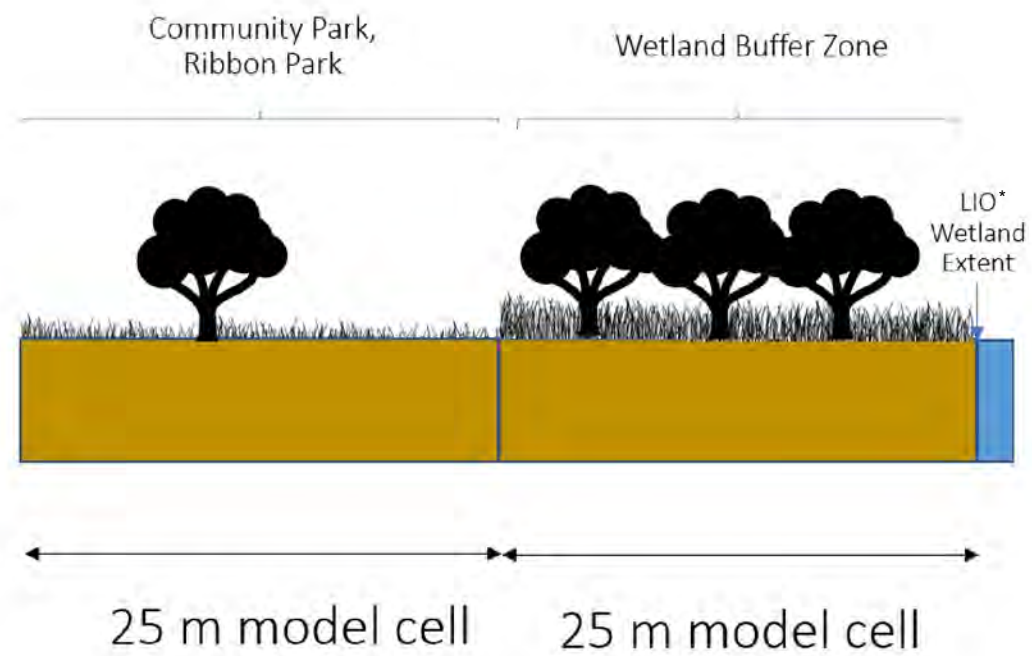 Community Park,
Ribbon Park
Wetland Buffer Zone
LIO*
Wetland
Extent
25 m model cell
25 m model cell